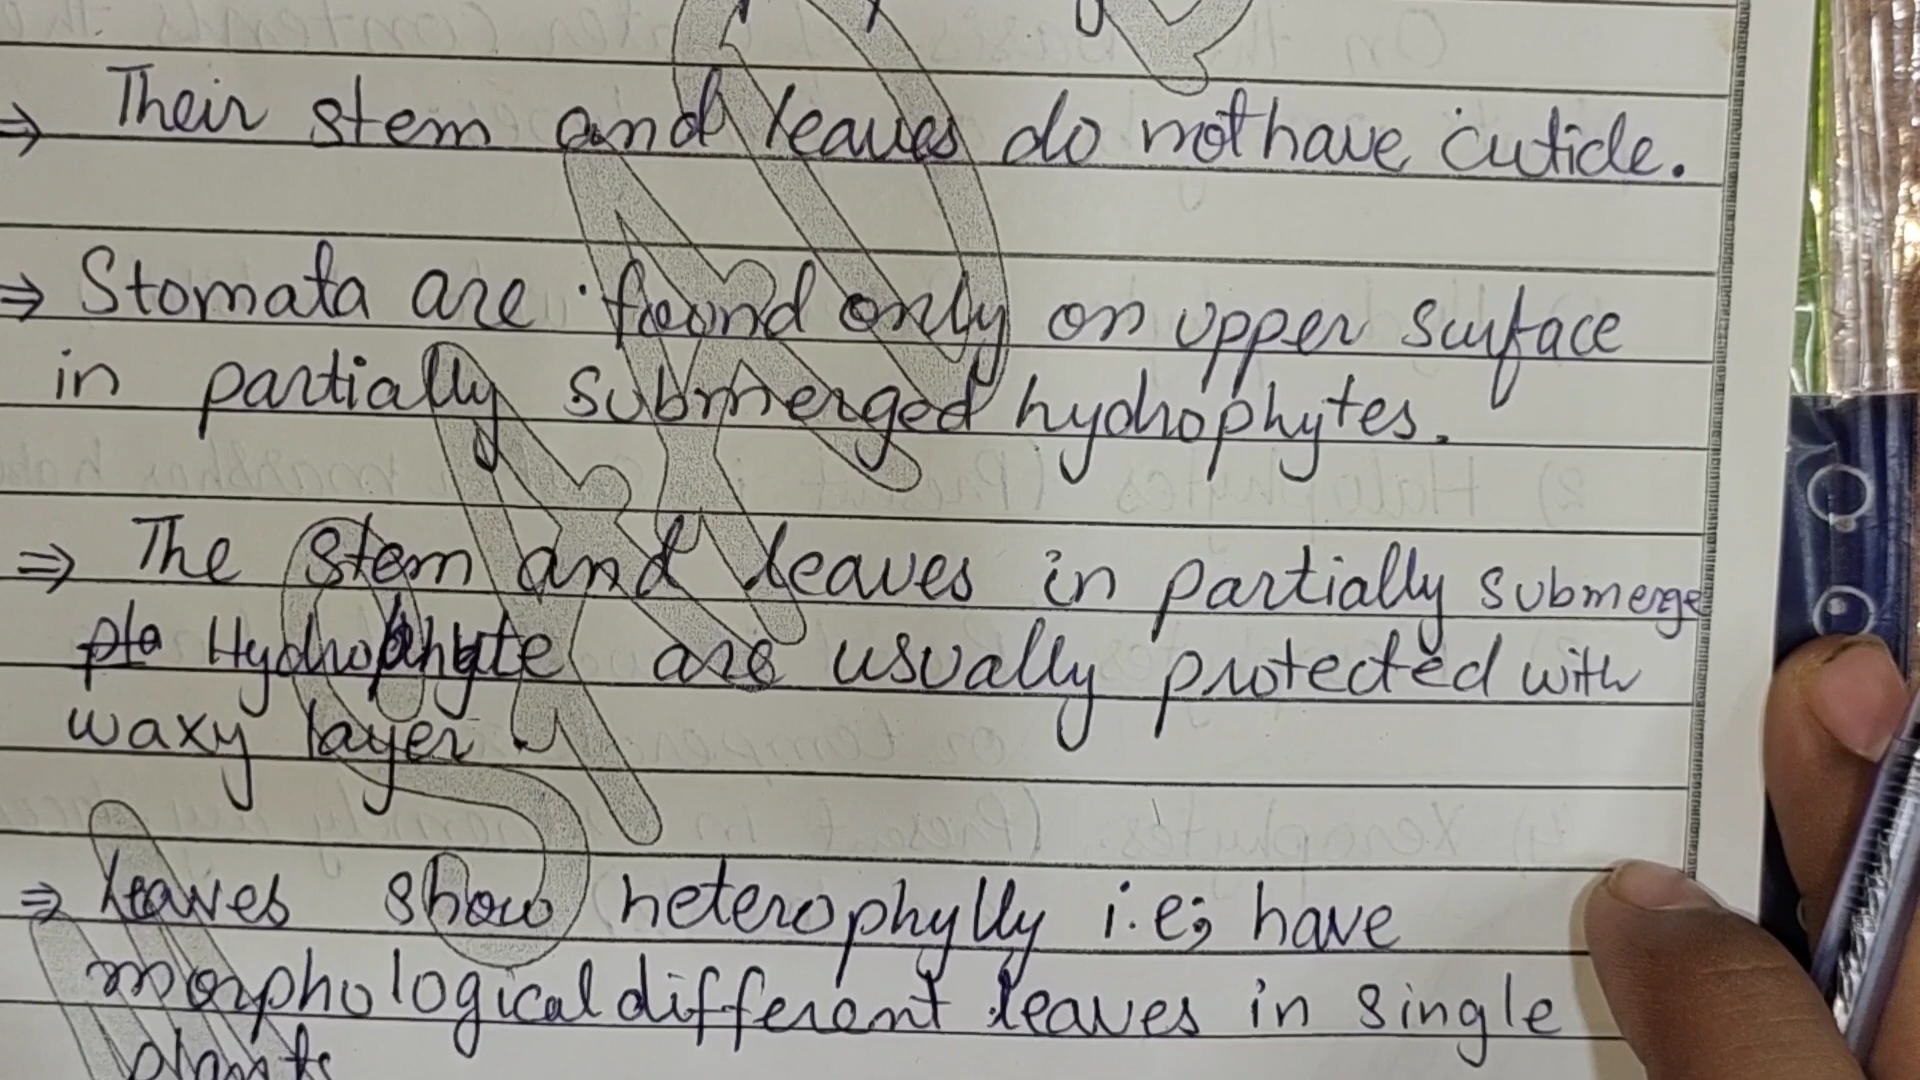 ⇒ Their stem and leaves do not have cuticle.
⇒ Stomata are found only on upper surface
in partially submerged hydrophytes.
⇒ The stem and leaves in partially submerge
Hydrophyte are usually protected with
waxy layer.
⇒ Leaves show heterophylly i.e; have
morphological different leaves in single
plants